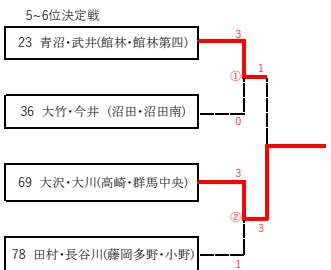 5~6位決定戦
23 青沼・武井(館林・館林第四)
3
①
1
36 大竹・今井 (沼田・沼田南)
0
69 大沢・大川(高崎・群馬中央)
3
②
3
78 田村・長谷川(藤岡多野・小野)
1